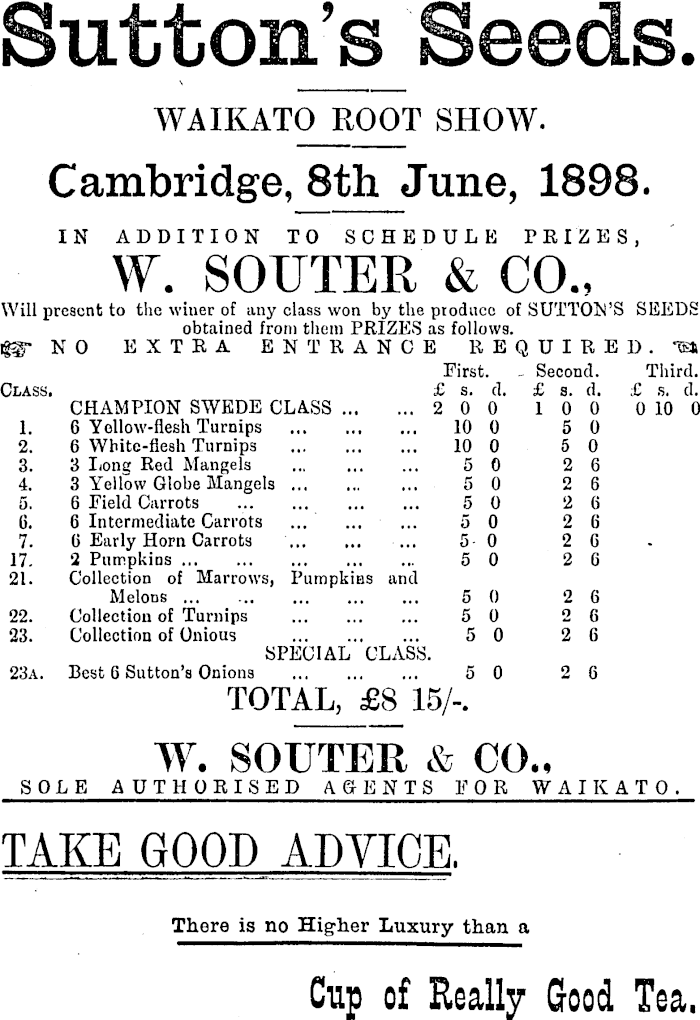 Sutton's Seeds.
WAIKATO ROOT SHOW.
Cambridge, 8th June, 1898.
IN ADDITION TO SCHEDULE PRIZES,
W. SOUTER & CO.,
Will present to the winer of any class won by the produce of SUTTON'S SEEDS
obtained from them PRIZES as follows.
☞ NO EXTRA ENTRANCE REQUIRED. ☜
First. Second. Third.
CLASS. £ s. d. £ s. d. £ s. d.
CHAMPION SWEDE CLASS ... ... 2 0 0 1 0 0 0 10 0
1. 6 Yellow-flesh Turnips ... ... ... 10 0 5 0
2. 6 White-flesh Turnips ... ... ... 10 0 5 0
3. 3 Long Red Mangels ... ... ... 5 0 2 6
4. 3 Yellow Globe Mangels ... ... ... 5 0 2 6
5. 6 Field Carrots ... ... ... ... 5 0 2 6
6. 6 Intermediate Carrots ... ... ... 5 0 2 6
7. 6 Early Horn Carrots ... ... ... 5 0 2 6
17. 2 Pumpkins ... ... ... ... ... 5 0 2 6
21. Collection of Marrows, Pumpkins and
Melons ... ... ... ... ... 5 0 2 6
22. Collection of Turnips ... ... ... 5 0 2 6
23. Collection of Onious ... ... ... 5 0 2 6
SPECIAL CLASS.
23A. Best 6 Sutton's Onions ... ... ... 5 0 2 6
TOTAL, £8 15/-.
W. SOUTER & CO.,
SOLE AUTHORISED AGENTS FOR WAIKATO.
TAKE GOOD ADVICE.
There is no Higher Luxury than a
Cup of Really Good Tea.